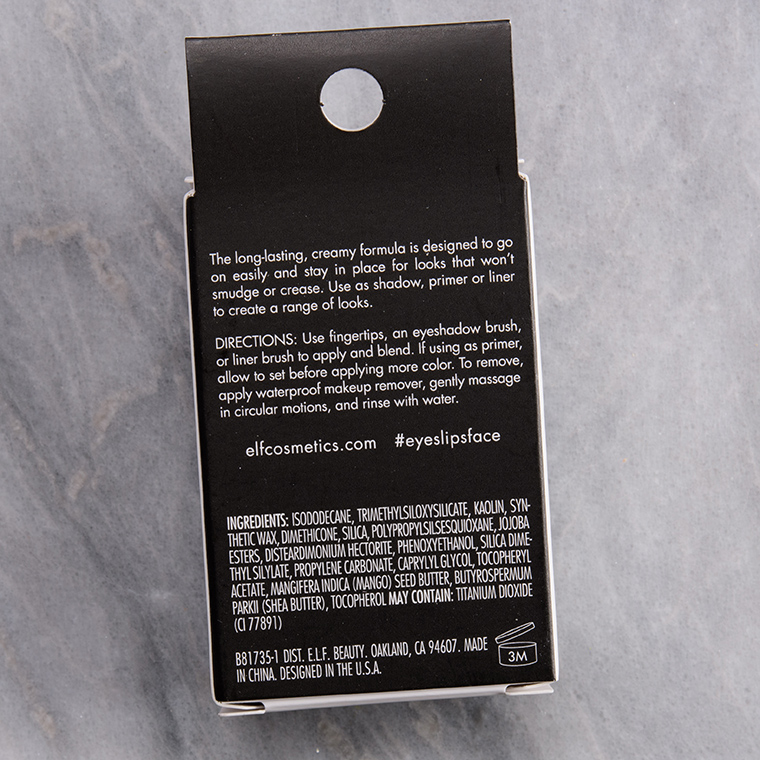 The long-lasting, creamy formula is designed to go
on easily and stay in place for looks that won't
smudge or crease. Use as shadow, primer or liner
to create a range of looks.
DIRECTIONS: Use fingertips, an eyeshadow brush,
or liner brush to apply and blend. If using as primer,
allow to set before applying more color. To remove,
apply waterproof makeup remover, gently massage
in circular motions, and rinse with water.
elfcosmetics.com #eyeslipsface
INGREDIENTS: ISODODECANE, TRIMETHYLSILOXYSILICATE, KAOLIN, SYN-
THETIC WAX, DIMETHICONE, SILICA, POLYPROPYLSILSESQUIOXANE, JOJOBA
ESTERS, DISTEARDIMONIUM HECTORITE, PHENOXYETHANOL, SILICA DIME-
THYL SILYLATE, PROPYLENE CARBONATE, CAPRYLYL GLYCOL, TOCOPHERYL
ACETATE, MANGIFERA INDICA (MANGO) SEED BUTTER, BUTYROSPERMUM
PARKII (SHEA BUTTER), TOCOPHEROL MAY CONTAIN: TITANIUM DIOXIDE
(CI 77891)
B81735-1 DIST. E.L.F. BEAUTY. OAKLAND, CA 94607. MADE
IN CHINA. DESIGNED IN THE U.S.A.
3M